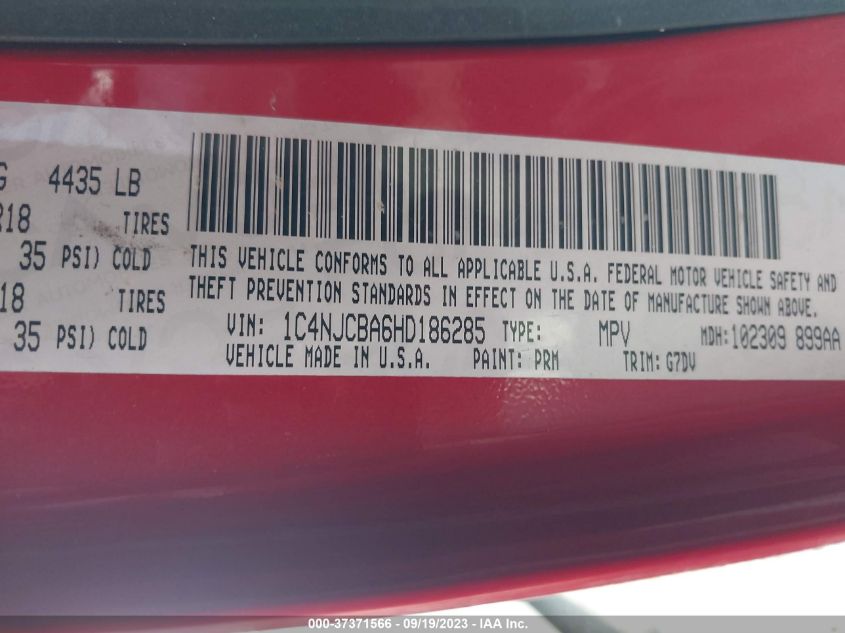 G 4435 LB
R18 TIRES
35 PSI) COLD
18 TIRES
35 PSI) COLD
THIS VEHICLE CONFORMS TO ALL APPLICABLE U.S.A. FEDERAL MOTOR VEHICLE SAFETY AND
THEFT PREVENTION STANDARDS IN EFFECT ON THE DATE OF MANUFACTURE SHOWN ABOVE.
VIN: 1C4NJCBA6HD186285 TYPE: MPV MDH:102309 899AA
VEHICLE MADE IN U.S.A. PAINT: PRM TRIM: G7DV
000-37371566 - 09/19/2023 - IAA Inc.